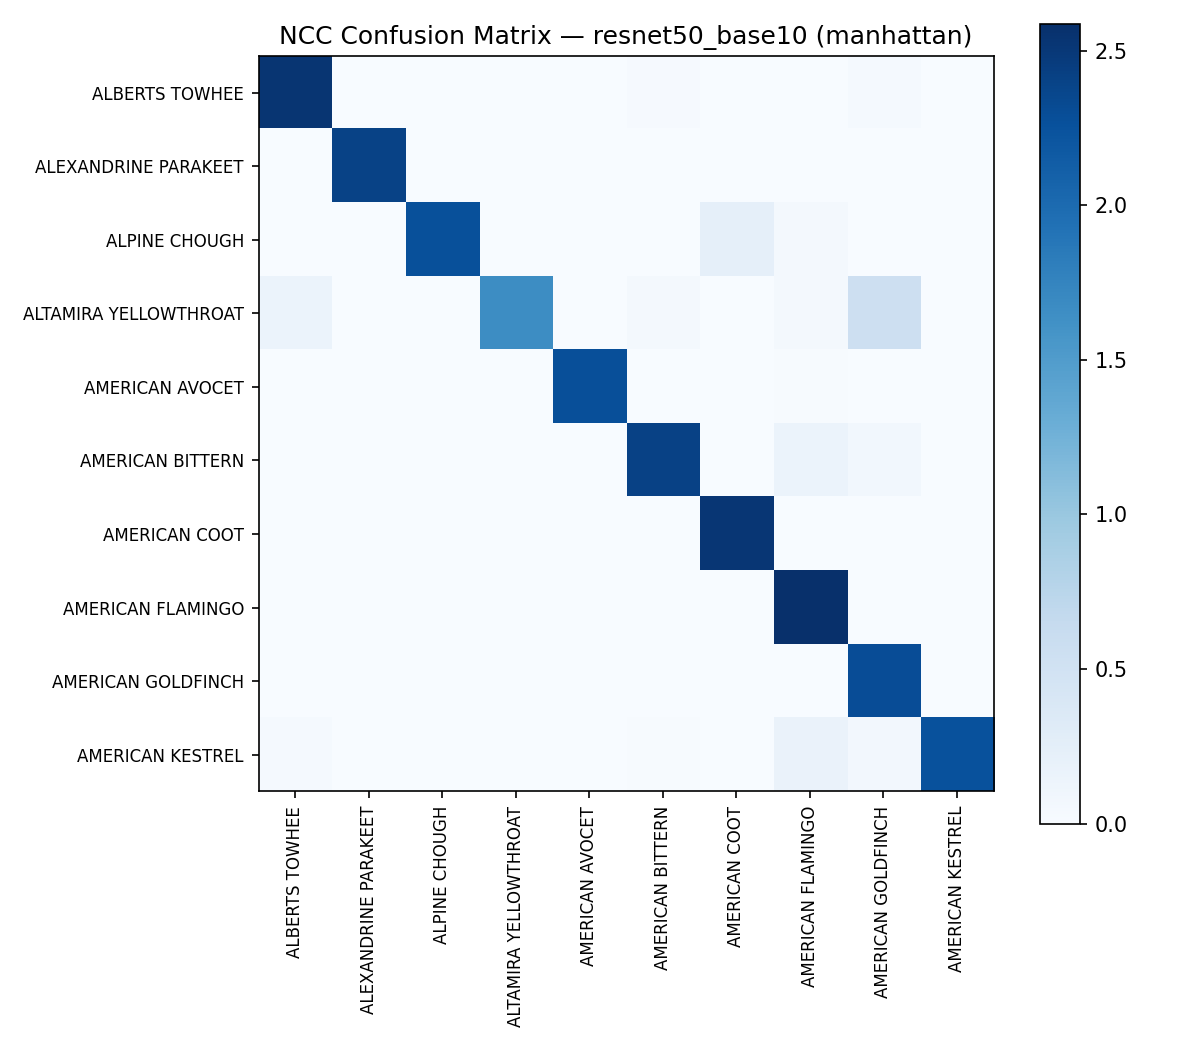 NCC Confusion Matrix — resnet50_base10 (manhattan)
ALBERTS TOWHEE
ALEXANDRINE PARAKEET
ALPINE CHOUGH
ALTAMIRA YELLOWTHROAT
AMERICAN AVOCET
AMERICAN BITTERN
AMERICAN COOT
AMERICAN FLAMINGO
AMERICAN GOLDFINCH
AMERICAN KESTREL
ALBERTS TOWHEE
ALEXANDRINE PARAKEET
ALPINE CHOUGH
ALTAMIRA YELLOWTHROAT
AMERICAN AVOCET
AMERICAN BITTERN
AMERICAN COOT
AMERICAN FLAMINGO
AMERICAN GOLDFINCH
AMERICAN KESTREL
2.5
2.0
1.5
1.0
0.5
0.0